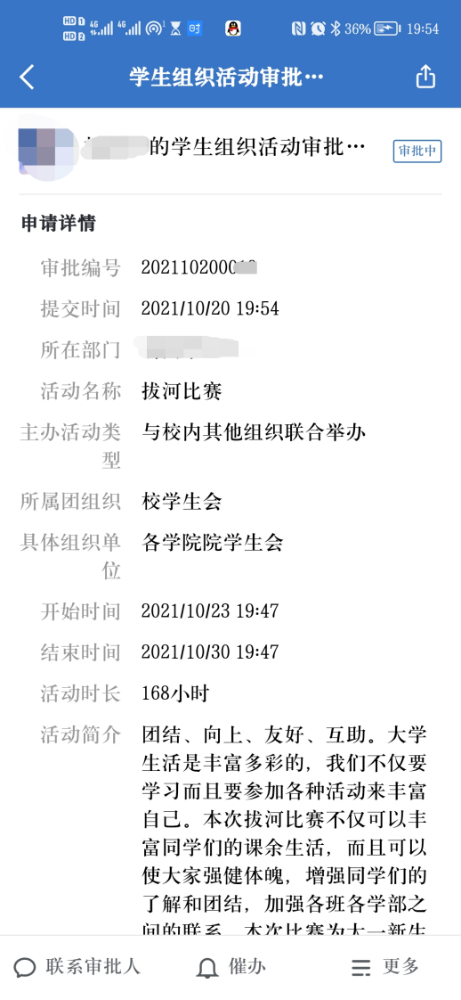 HD 1 4G 4G 1 时 36% 19:54
HD 2
学生组织活动审批…
的学生组织活动审批… 审批中
申请详情
审批编号 202110200
提交时间 2021/10/20 19:54
所在部门
活动名称 拔河比赛
主办活动类 与校内其他组织联合举办
型
所属团组织 校学生会
具体组织单 各学院院学生会
位
开始时间 2021/10/23 19:47
结束时间 2021/10/30 19:47
活动时长 168小时
活动简介 团结、向上、友好、互助。大学
生活是丰富多彩的，我们不仅要
学习而且要参加各种活动来丰富
自己。本次拔河比赛不仅可以丰
富同学们的课余生活，而且可以
使大家强健体魄，增强同学们的
了解和团结，加强各班各学部之
间的联系。本次比赛为大一新生
联系审批人 催办 更多